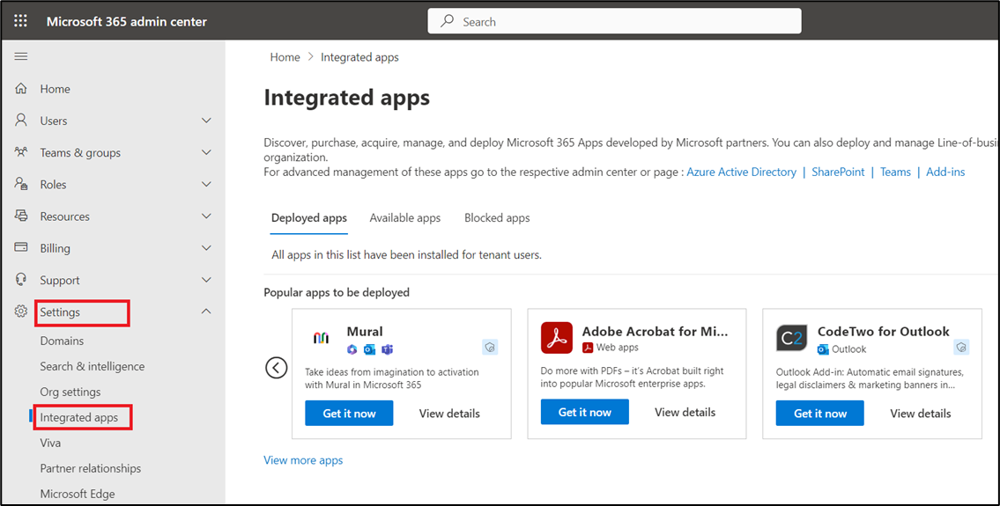 Microsoft 365 admin center
Search
Home
Users
Teams & groups
Roles
Resources
Billing
Support
Settings
Domains
Search & intelligence
Org settings
Integrated apps
Viva
Partner relationships
Microsoft Edge
Home > Integrated apps
Integrated apps
Discover, purchase, acquire, manage, and deploy Microsoft 365 Apps developed by Microsoft partners. You can also deploy and manage Line-of-busi
organization.
For advanced management of these apps go to the respective admin center or page : Azure Active Directory | SharePoint | Teams | Add-ins
Deployed apps Available apps Blocked apps
All apps in this list have been installed for tenant users.
Popular apps to be deployed
Mural
Take ideas from imagination to activation
with Mural in Microsoft 365
Get it now View details
Adobe Acrobat for Mi...
Web apps
Do more with PDFs – it's Acrobat built right
into popular Microsoft enterprise apps.
Get it now View details
C2
CodeTwo for Outlook
Outlook
Outlook Add-in: Automatic email signatures,
legal disclaimers & marketing banners in...
Get it now View details
View more apps